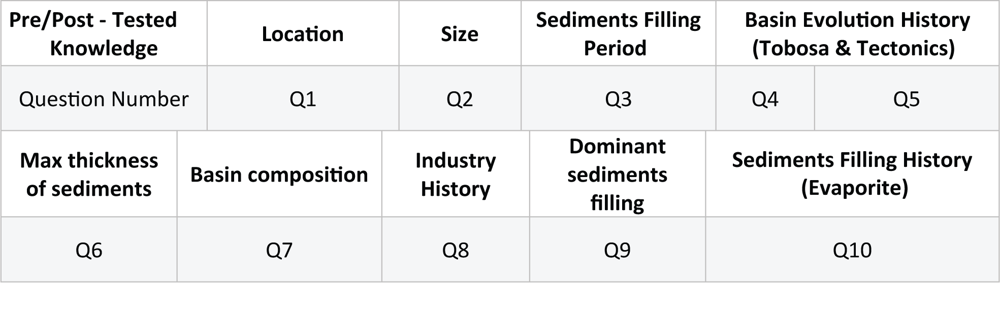 Pre/Post - Tested
Knowledge
Location
Size
Sediments Filling
Period
Basin Evolution History
(Tobosa & Tectonics)
Question Number
Q1
Q2
Q3
Q4
Q5
Max thickness
of sediments
Basin composition
Industry
History
Dominant
sediments
filling
Sediments Filling History
(Evaporite)
Q6
Q7
Q8
Q9
Q10